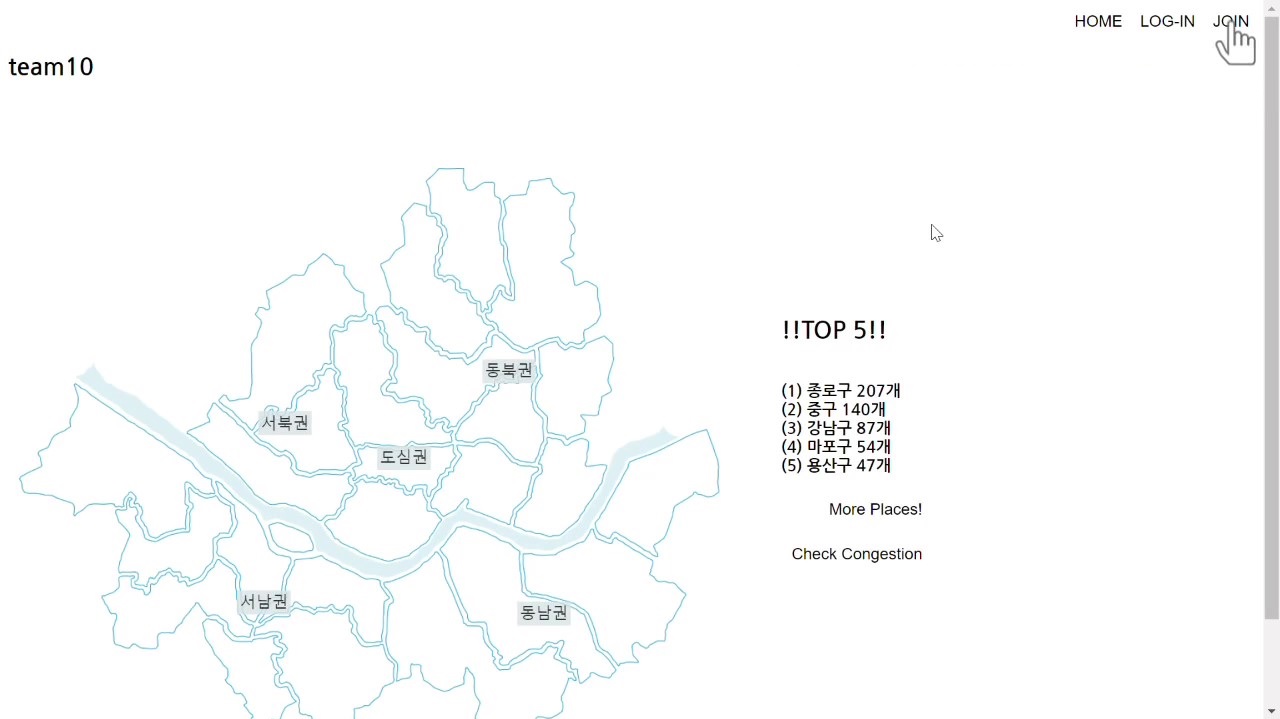 HOME LOG-IN JOIN
team10
동북권
서북권
도심권
서남권
동남권
!!TOP 5!!
(1) 종로구 207개
(2) 중구 140개
(3) 강남구 87개
(4) 마포구 54개
(5) 용산구 47개
More Places!
Check Congestion